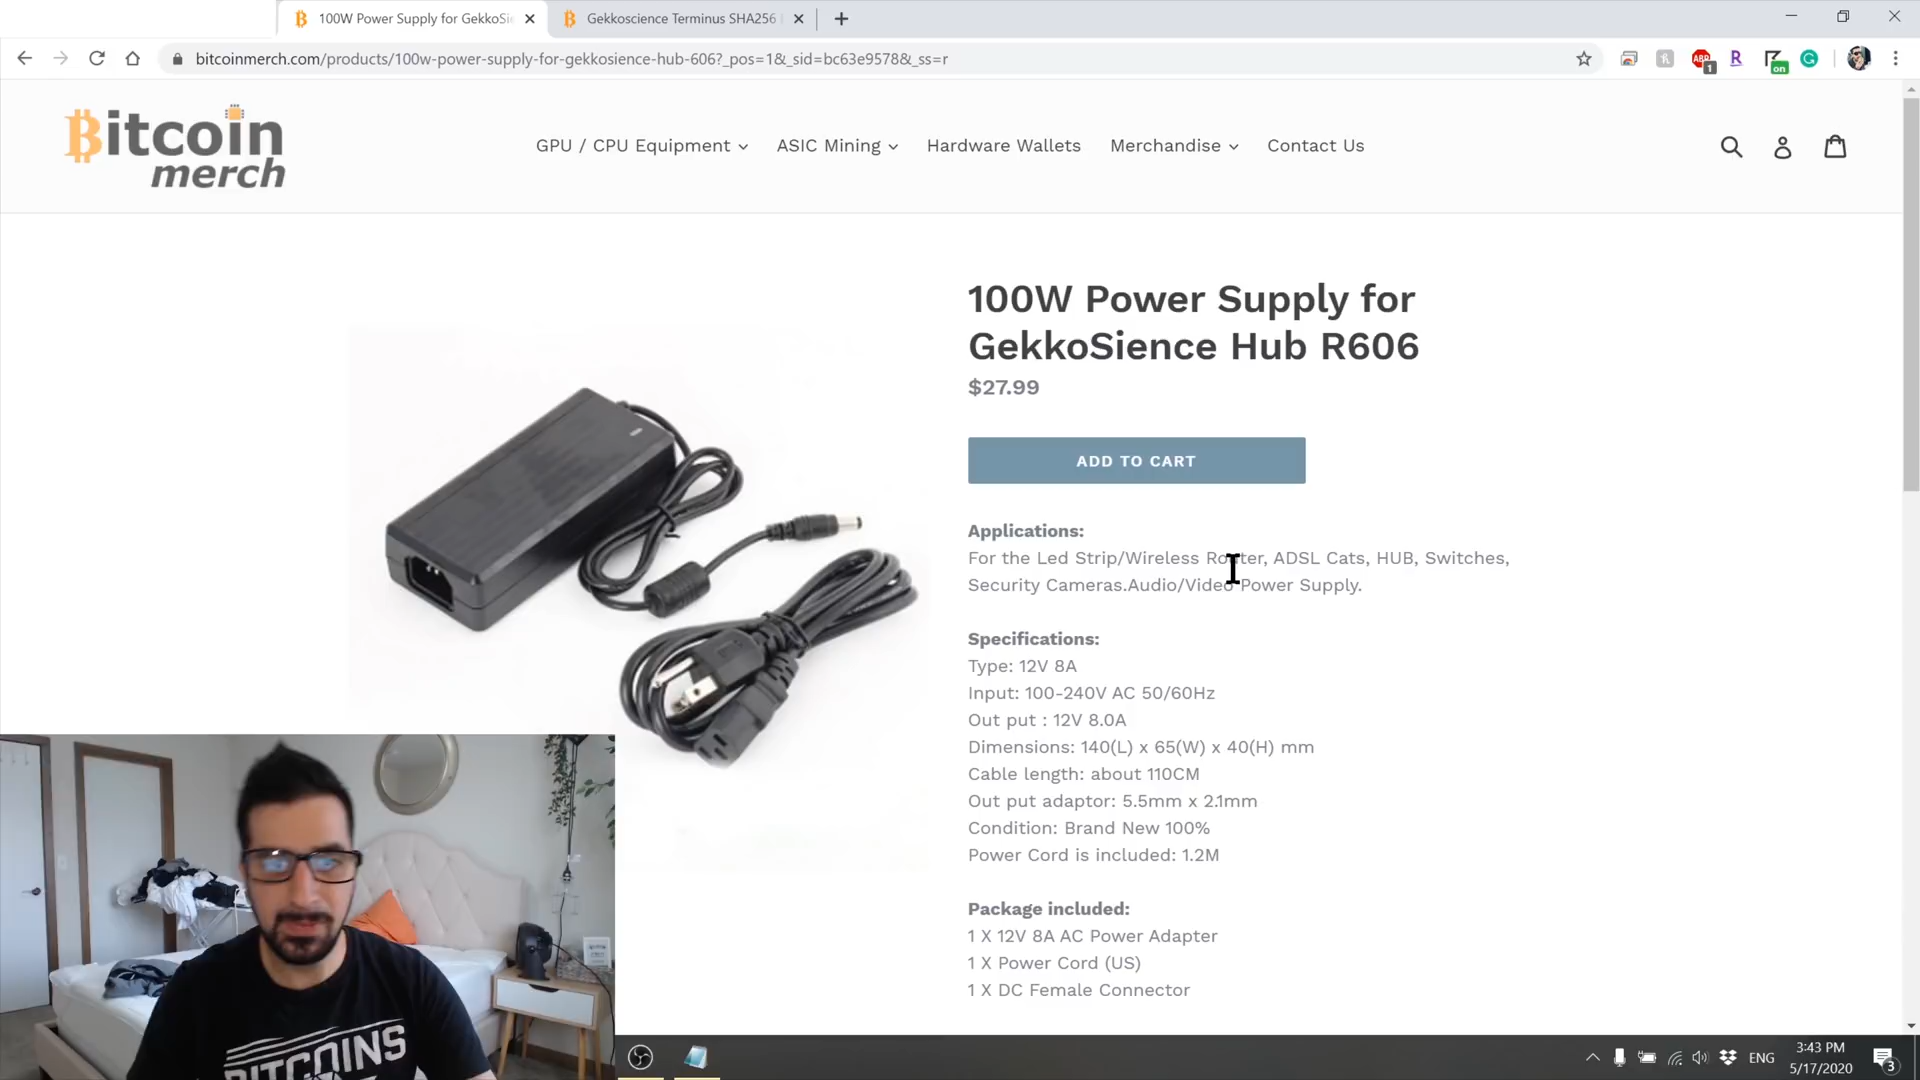 100W Power Supply for GekkoSi
Gekkoscience Terminus SHA256
bitcoinmerch.com/products/100w-power-supply-for-gekkosience-hub-606?_pos=1&_sid=bc63e9578&_ss=r
ABP
1
R
on
Bitcoin
merch
GPU / CPU Equipment
ASIC Mining
Hardware Wallets
Merchandise
Contact Us
100W Power Supply for
GekkoSience Hub R606
$27.99
ADD TO CART
Applications:
For the Led Strip/Wireless Router, ADSL Cats, HUB, Switches,
Security Cameras.Audio/Video Power Supply.
Specifications:
Type: 12V 8A
Input: 100-240V AC 50/60Hz
Out put : 12V 8.0A
Dimensions: 140(L) x 65(W) x 40(H) mm
Cable length: about 110CM
Out put adaptor: 5.5mm x 2.1mm
Condition: Brand New 100%
Power Cord is included: 1.2M
Package included:
1 X 12V 8A AC Power Adapter
1 X Power Cord (US)
1 X DC Female Connector
BITCOINS
ENG
3:43 PM
5/17/2020
3